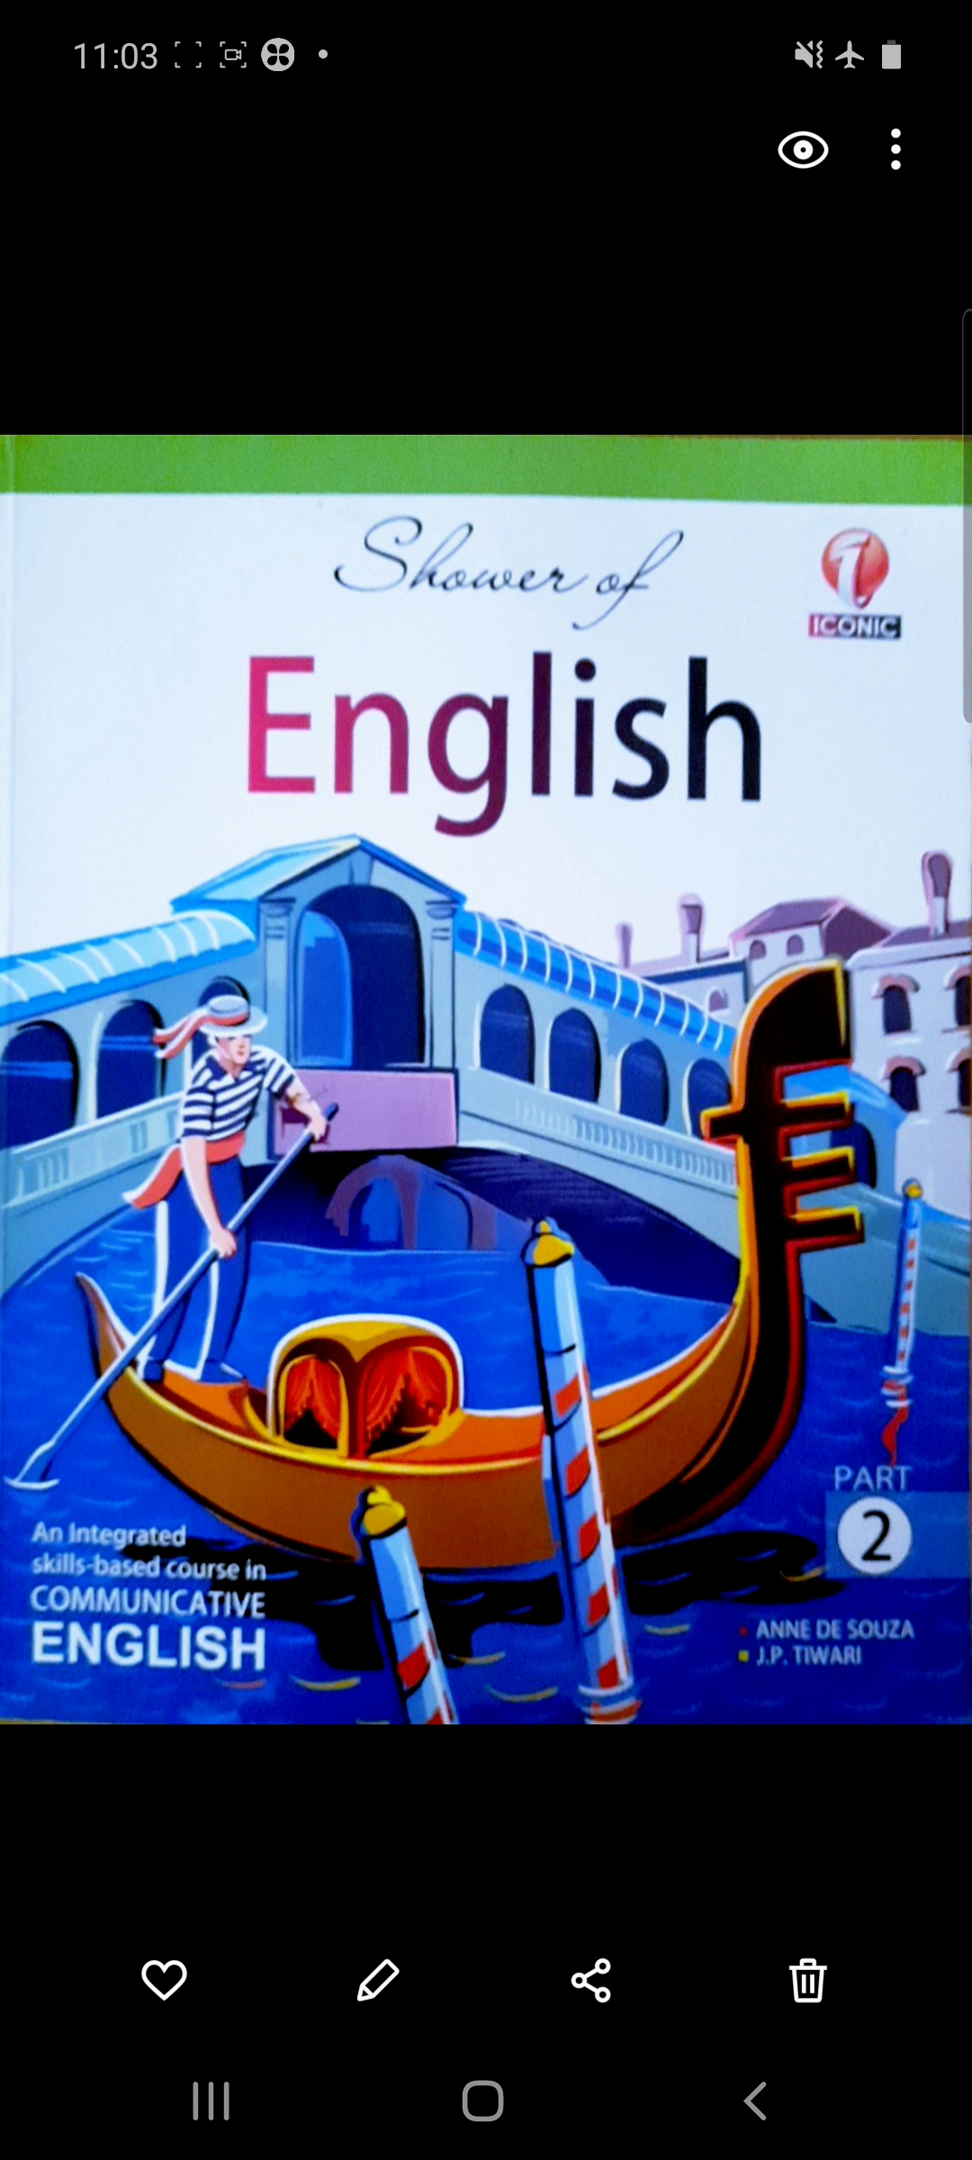 11:03
Shower of
ICONIC
English
PART
2
An Integrated
skills-based course in
COMMUNICATIVE
ENGLISH
ANNE DE SOUZA
J.P. TIWARI